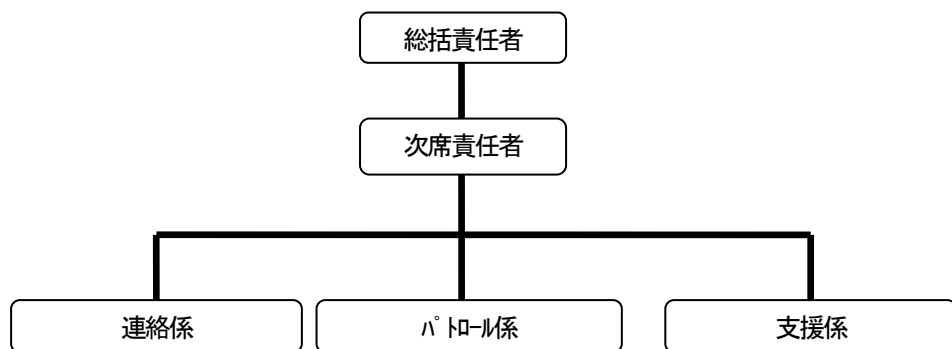 総括責任者
次席責任者
連絡係
ﾊﾟﾄﾛｰﾙ係
支援係